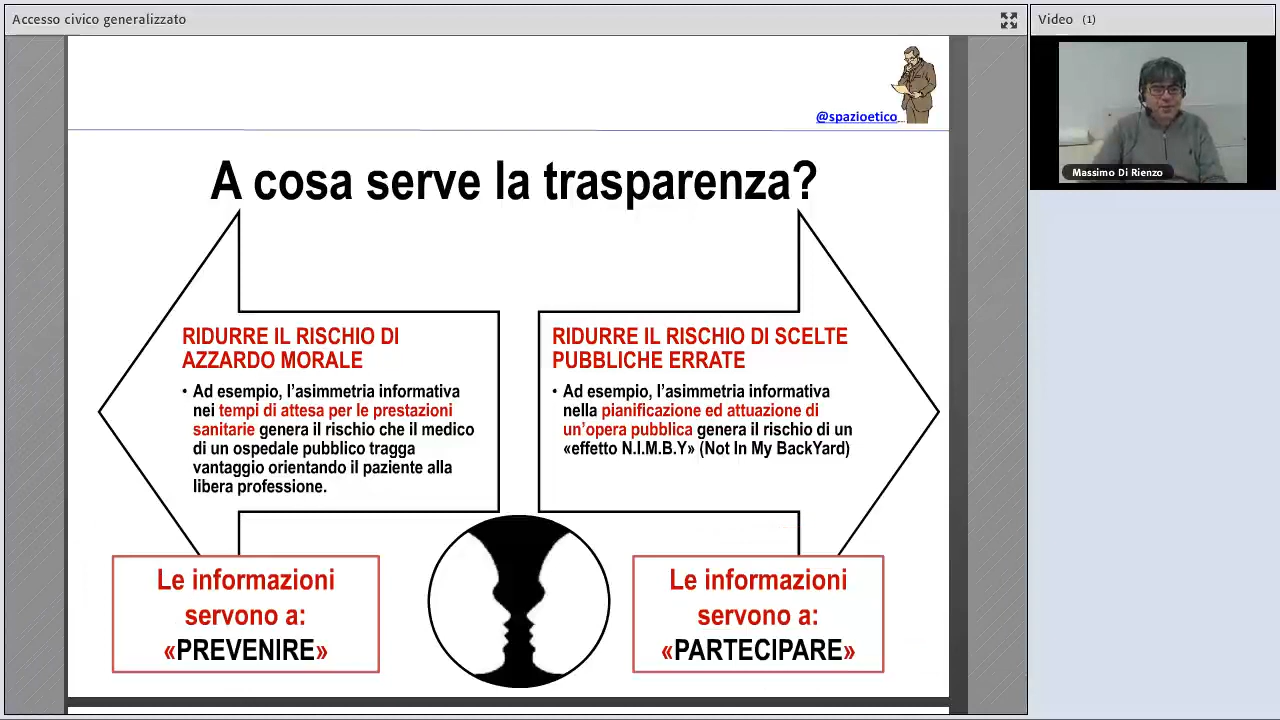 Accesso civico generalizzato
Video (1)
Massimo Di Rienzo
@spazioetico
A cosa serve la trasparenza?
RIDURRE IL RISCHIO DI
AZZARDO MORALE
• Ad esempio, l’asimmetria informativa
nei tempi di attesa per le prestazioni
sanitarie genera il rischio che il medico
di un ospedale pubblico tragga
vantaggio orientando il paziente alla
libera professione.
RIDURRE IL RISCHIO DI SCELTE
PUBBLICHE ERRATE
• Ad esempio, l’asimmetria informativa
nella pianificazione ed attuazione di
un’opera pubblica genera il rischio di un
«effetto N.I.M.B.Y» (Not In My BackYard)
Le informazioni
servono a:
«PREVENIRE»
Le informazioni
servono a:
«PARTECIPARE»